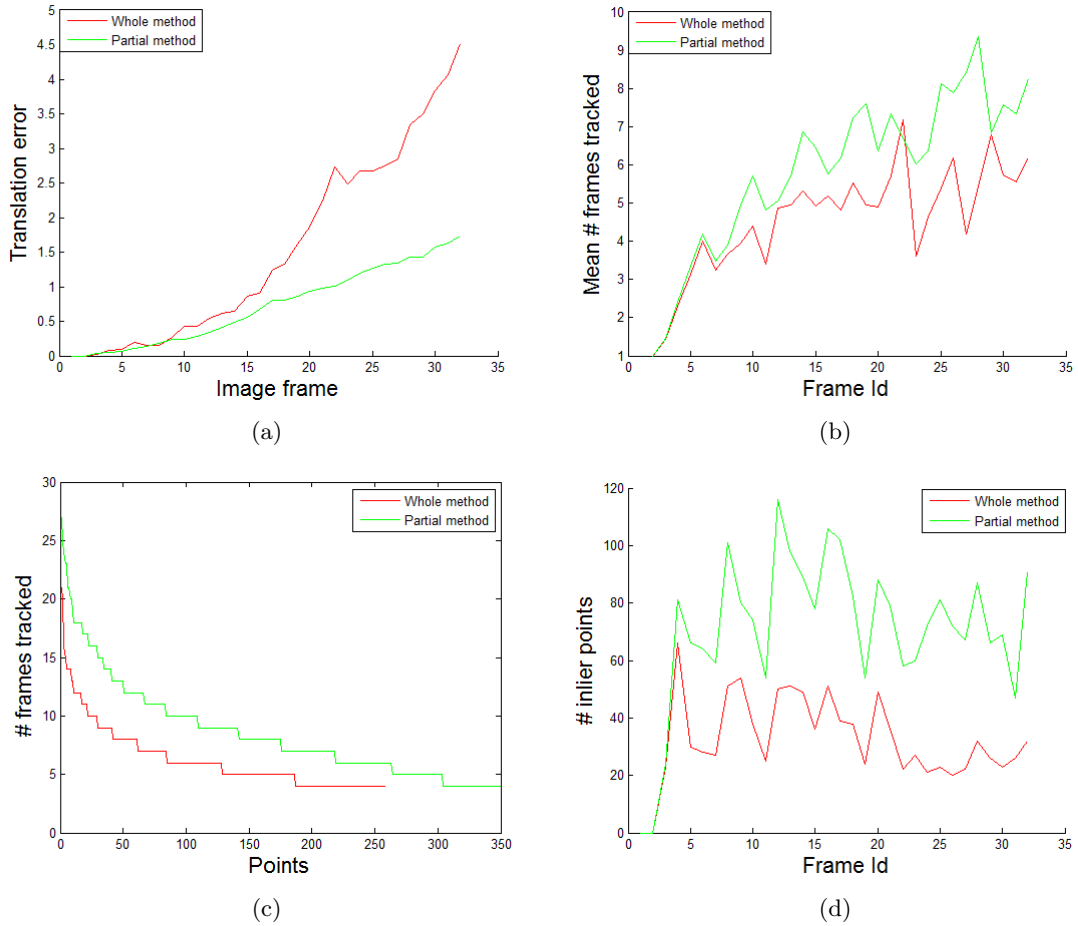 Whole method
Partial method
5
4.5
4
3.5
3
2.5
2
1.5
1
0.5
0
Translation error
0 5 10 15 20 25 30 35
Image frame
(a)
Whole method
Partial method
10
9
8
7
6
5
4
3
2
1
Mean # frames tracked
0 5 10 15 20 25 30 35
Frame Id
(b)
Whole method
Partial method
30
25
20
15
10
5
0
# frames tracked
0 50 100 150 200 250 300 350
Points
(c)
Whole method
Partial method
120
100
80
60
40
20
0
# inlier points
0 5 10 15 20 25 30 35
Frame Id
(d)